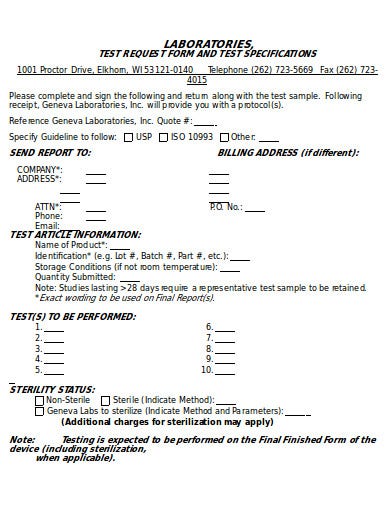 LABORATORIES,
TEST REQUEST FORM AND TEST SPECIFICATIONS
1001 Proctor Drive, Elkhorn, WI 53121-0140 Telephone (262) 723-5669 Fax (262) 723-
4015
Please complete and sign the following and return along with the test sample. Following
receipt, Geneva Laboratories, Inc. will provide you with a protocol(s).
Reference Geneva Laboratories, Inc. Quote #:
Specify Guideline to follow: USP ISO 10993 Other:
SEND REPORT TO: BILLING ADDRESS (if different):
COMPANY*:
ADDRESS*:
ATTN*: P.O. No.:
Phone:
Email:
TEST ARTICLE INFORMATION:
Name of Product*:
Identification* (e.g. Lot #, Batch #, Part #, etc.):
Storage Conditions (if not room temperature):
Quantity Submitted:
Note: Studies lasting >28 days require a representative test sample to be retained.
*Exact wording to be used on Final Report(s).
TEST(S) TO BE PERFORMED:
1. 6.
2. 7.
3. 8.
4. 9.
5. 10.
STERILITY STATUS:
Non-Sterile Sterile (Indicate Method):
Geneva Labs to sterilize (Indicate Method and Parameters):
(Additional charges for sterilization may apply)
Note: Testing is expected to be performed on the Final Finished Form of the
device (including sterilization,
when applicable).